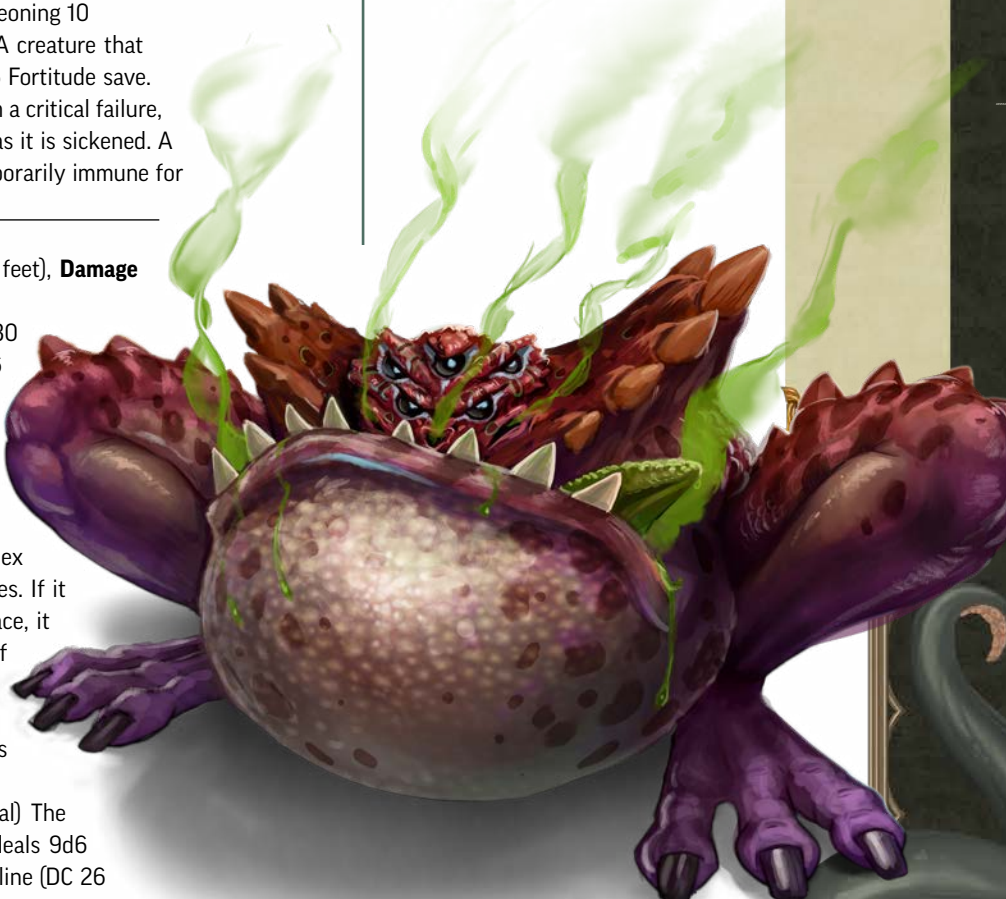 eoning 10
A creature that
Fortitude save.
a critical failure,
as it is sickened. A
porarily immune for
feet), Damage
30
ex
es. If it
ace, it
f
s
al) The
deals 9d6
line (DC 26